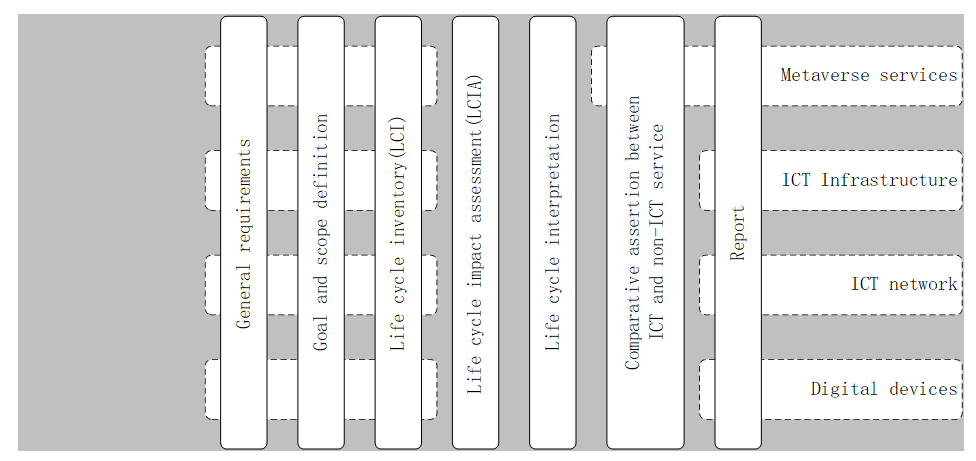 General requirements
Goal and scope definition
Life cycle inventory(LCI)
Life cycle impact assessment(LCIA)
Life cycle interpretation
Comparative assertion between
ICT and non-ICT service
Report
Metaverse services
ICT Infrastructure
ICT network
Digital devices